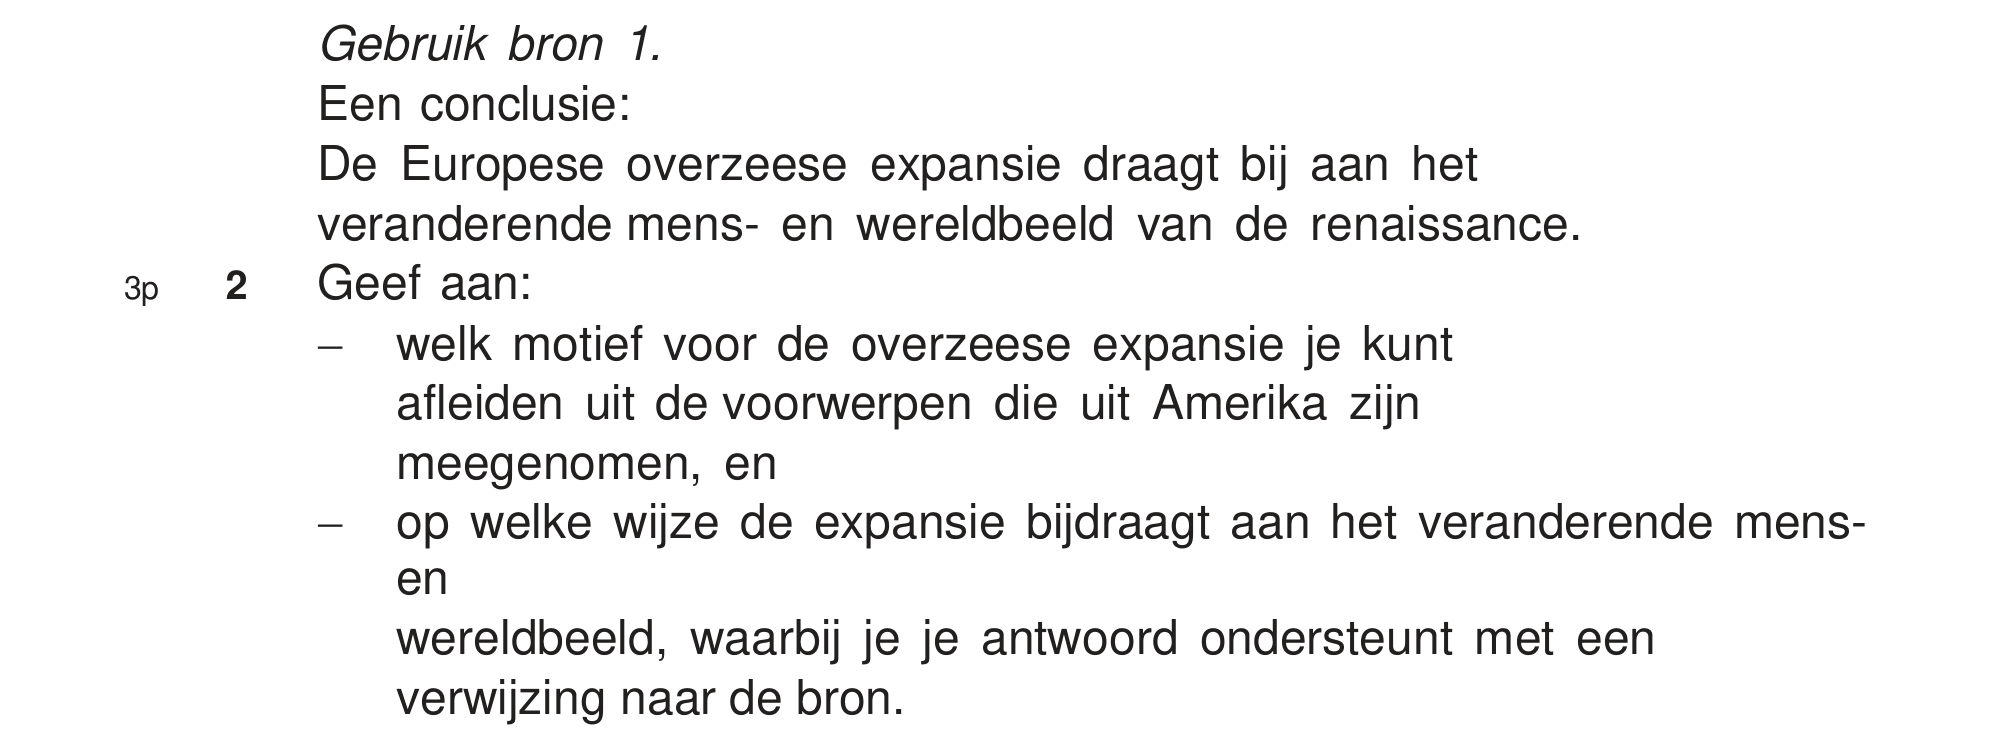 Gebruik bron 1.
Een conclusie:
De Europese overzeese expansie draagt bij aan het
veranderende mens- en wereldbeeld van de renaissance.
3p 2 Geef aan:
– welk motief voor de overzeese expansie je kunt
afleiden uit de voorwerpen die uit Amerika zijn
meegenomen, en
– op welke wijze de expansie bijdraagt aan het veranderende mens-
en
wereldbeeld, waarbij je je antwoord ondersteunt met een
verwijzing naar de bron.